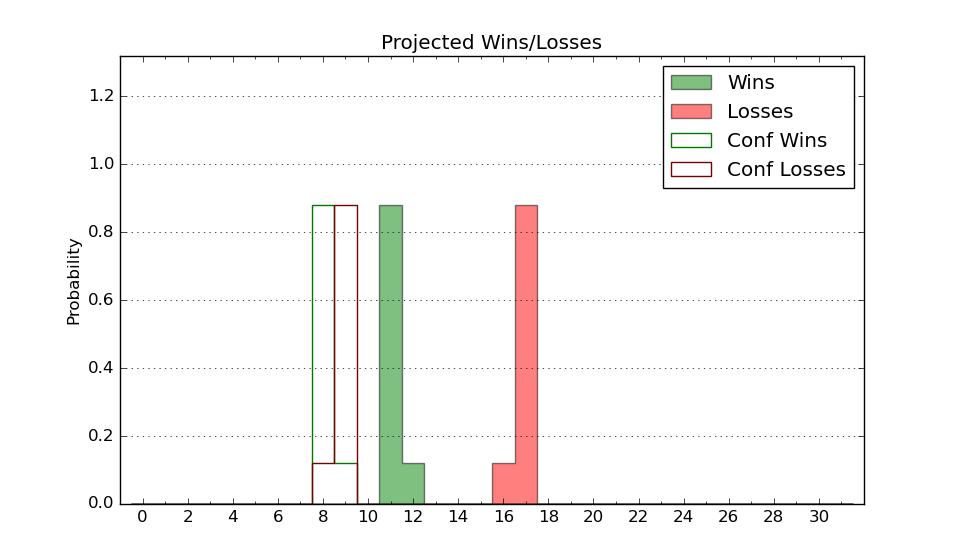 Projected Wins/Losses
Wins
Losses
Conf Wins
Conf Losses
Probability
1.2
1.0
0.8
0.6
0.4
0.2
0.0
0 2 4 6 8 10 12 14 16 18 20 22 24 26 28 30